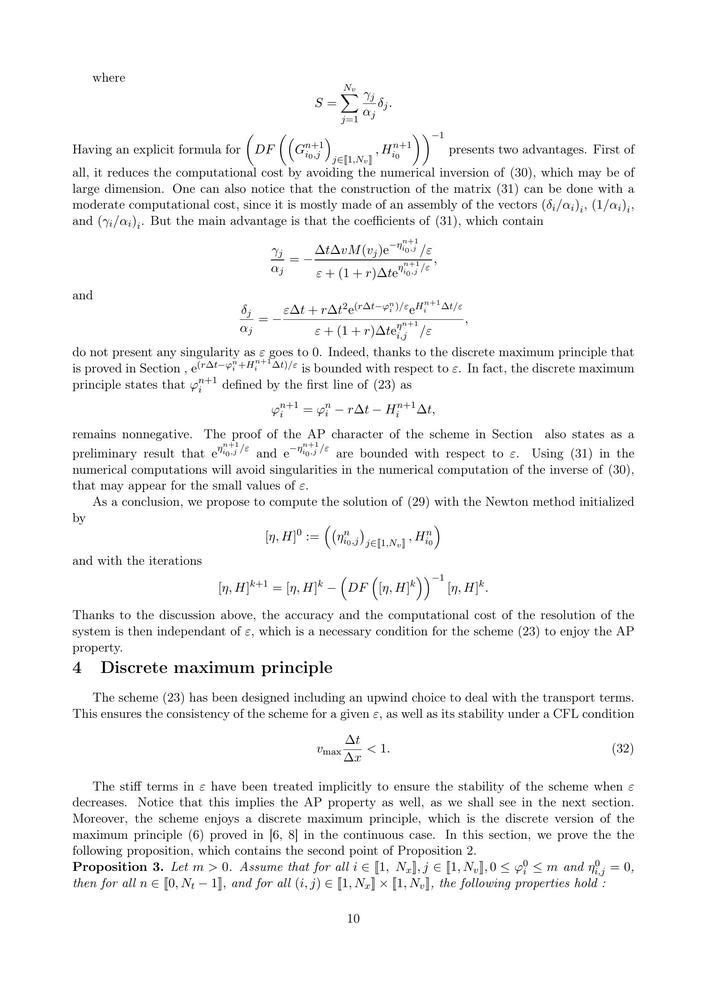 where
S = \sum_{j=1}^{N_v} \frac{\gamma_j}{\alpha_j} \delta_j.
Having an explicit formula for \left( DF \left( \left( G_{i_0,j}^{n+1} \right)_{j \in [\![1,N_v]\!]}, H_{i_0}^{n+1} \right) \right)^{-1} presents two advantages. First of
all, it reduces the computational cost by avoiding the numerical inversion of (30), which may be of
large dimension. One can also notice that the construction of the matrix (31) can be done with a
moderate computational cost, since it is mostly made of an assembly of the vectors (\delta_i/\alpha_i)_i, (1/\alpha_i)_i,
and (\gamma_i/\alpha_i)_i. But the main advantage is that the coefficients of (31), which contain
\frac{\gamma_j}{\alpha_j} = -\frac{\Delta t \Delta v M(v_j) e^{-\eta_{i_0,j}^{n+1}}/\varepsilon}{\varepsilon + (1 + r)\Delta t e^{\eta_{i_0,j}^{n+1}/\varepsilon}},
and
\frac{\delta_j}{\alpha_j} = -\frac{\varepsilon \Delta t + r \Delta t^2 e^{(r\Delta t - \varphi_i^n)/\varepsilon} e^{H_i^{n+1} \Delta t/\varepsilon}}{\varepsilon + (1 + r)\Delta t e_{i,j}^{\eta^{n+1}}/\varepsilon},
do not present any singularity as \varepsilon goes to 0. Indeed, thanks to the discrete maximum principle that
is proved in Section , e^{(r\Delta t - \varphi_i^n + H_i^{n+1} \Delta t)/\varepsilon} is bounded with respect to \varepsilon. In fact, the discrete maximum
principle states that \varphi_i^{n+1} defined by the first line of (23) as
\varphi_i^{n+1} = \varphi_i^n - r\Delta t - H_i^{n+1} \Delta t,
remains nonnegative. The proof of the AP character of the scheme in Section also states as a
preliminary result that e^{\eta_{i_0,j}^{n+1}/\varepsilon} and e^{-\eta_{i_0,j}^{n+1}/\varepsilon} are bounded with respect to \varepsilon. Using (31) in the
numerical computations will avoid singularities in the numerical computation of the inverse of (30),
that may appear for the small values of \varepsilon.
As a conclusion, we propose to compute the solution of (29) with the Newton method initialized
by
[\eta, H]^0 := \left( \left( \eta_{i_0,j}^n \right)_{j \in [\![1,N_v]\!]}, H_{i_0}^n \right)
and with the iterations
[\eta, H]^{k+1} = [\eta, H]^k - \left( DF \left( [\eta, H]^k \right) \right)^{-1} [\eta, H]^k.
Thanks to the discussion above, the accuracy and the computational cost of the resolution of the
system is then independant of \varepsilon, which is a necessary condition for the scheme (23) to enjoy the AP
property.
4 Discrete maximum principle
The scheme (23) has been designed including an upwind choice to deal with the transport terms.
This ensures the consistency of the scheme for a given \varepsilon, as well as its stability under a CFL condition
v_{\max} \frac{\Delta t}{\Delta x} < 1. (32)
The stiff terms in \varepsilon have been treated implicitly to ensure the stability of the scheme when \varepsilon
decreases. Notice that this implies the AP property as well, as we shall see in the next section.
Moreover, the scheme enjoys a discrete maximum principle, which is the discrete version of the
maximum principle (6) proved in [6, 8] in the continuous case. In this section, we prove the the
following proposition, which contains the second point of Proposition 2.
Proposition 3. Let m > 0. Assume that for all i \in [\![1, N_x]\!], j \in [\![1, N_v]\!], 0 \leq \varphi_i^0 \leq m and \eta_{i,j}^0 = 0,
then for all n \in [\![0, N_t - 1]\!], and for all (i, j) \in [\![1, N_x]\!] \times [\![1, N_v]\!], the following properties hold :
10